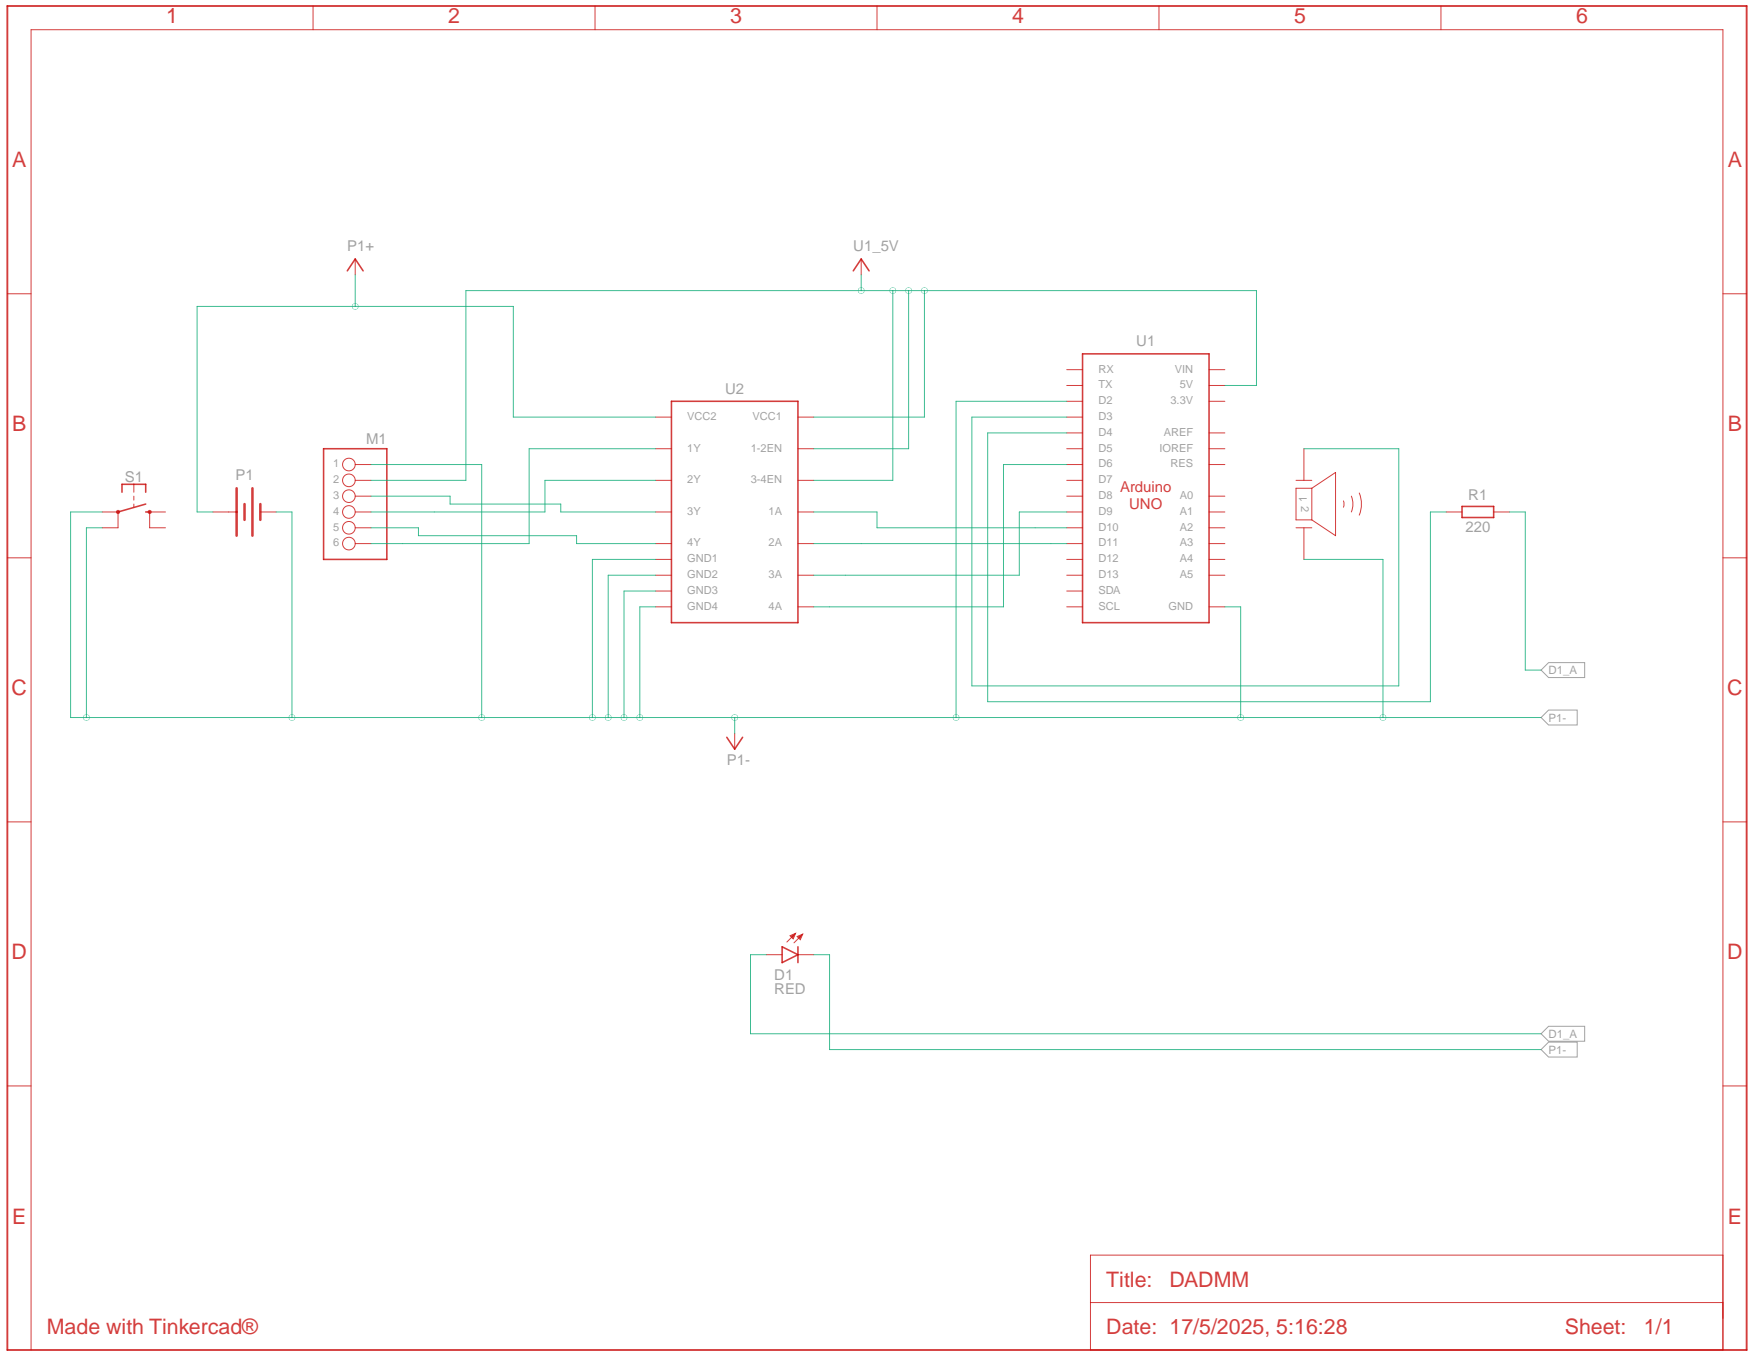 1 2 3 4 5 6
A A
P1+ U1_5V
B B
S1
P1
M1
1
2
3
4
5
6
U2
VCC2 VCC1
1Y 1-2EN
2Y 3-4EN
3Y 1A
4Y 2A
GND1
GND2 3A
GND3
GND4 4A
U1
RX VIN
TX 5V
D2 3.3V
D3
D4 AREF
D5 IOREF
D6 RES
D7
D8 A0
D9 A1
D10 A2
D11 A3
D12 A4
D13 A5
SDA
SCL GND
Arduino
UNO
1
2
R1
220
D1_A
C C
P1-
P1-
D D
D1
RED
D1_A
P1-
E E
Title: DADMM
Date: 17/5/2025, 5:16:28 Sheet: 1/1
Made with Tinkercad®